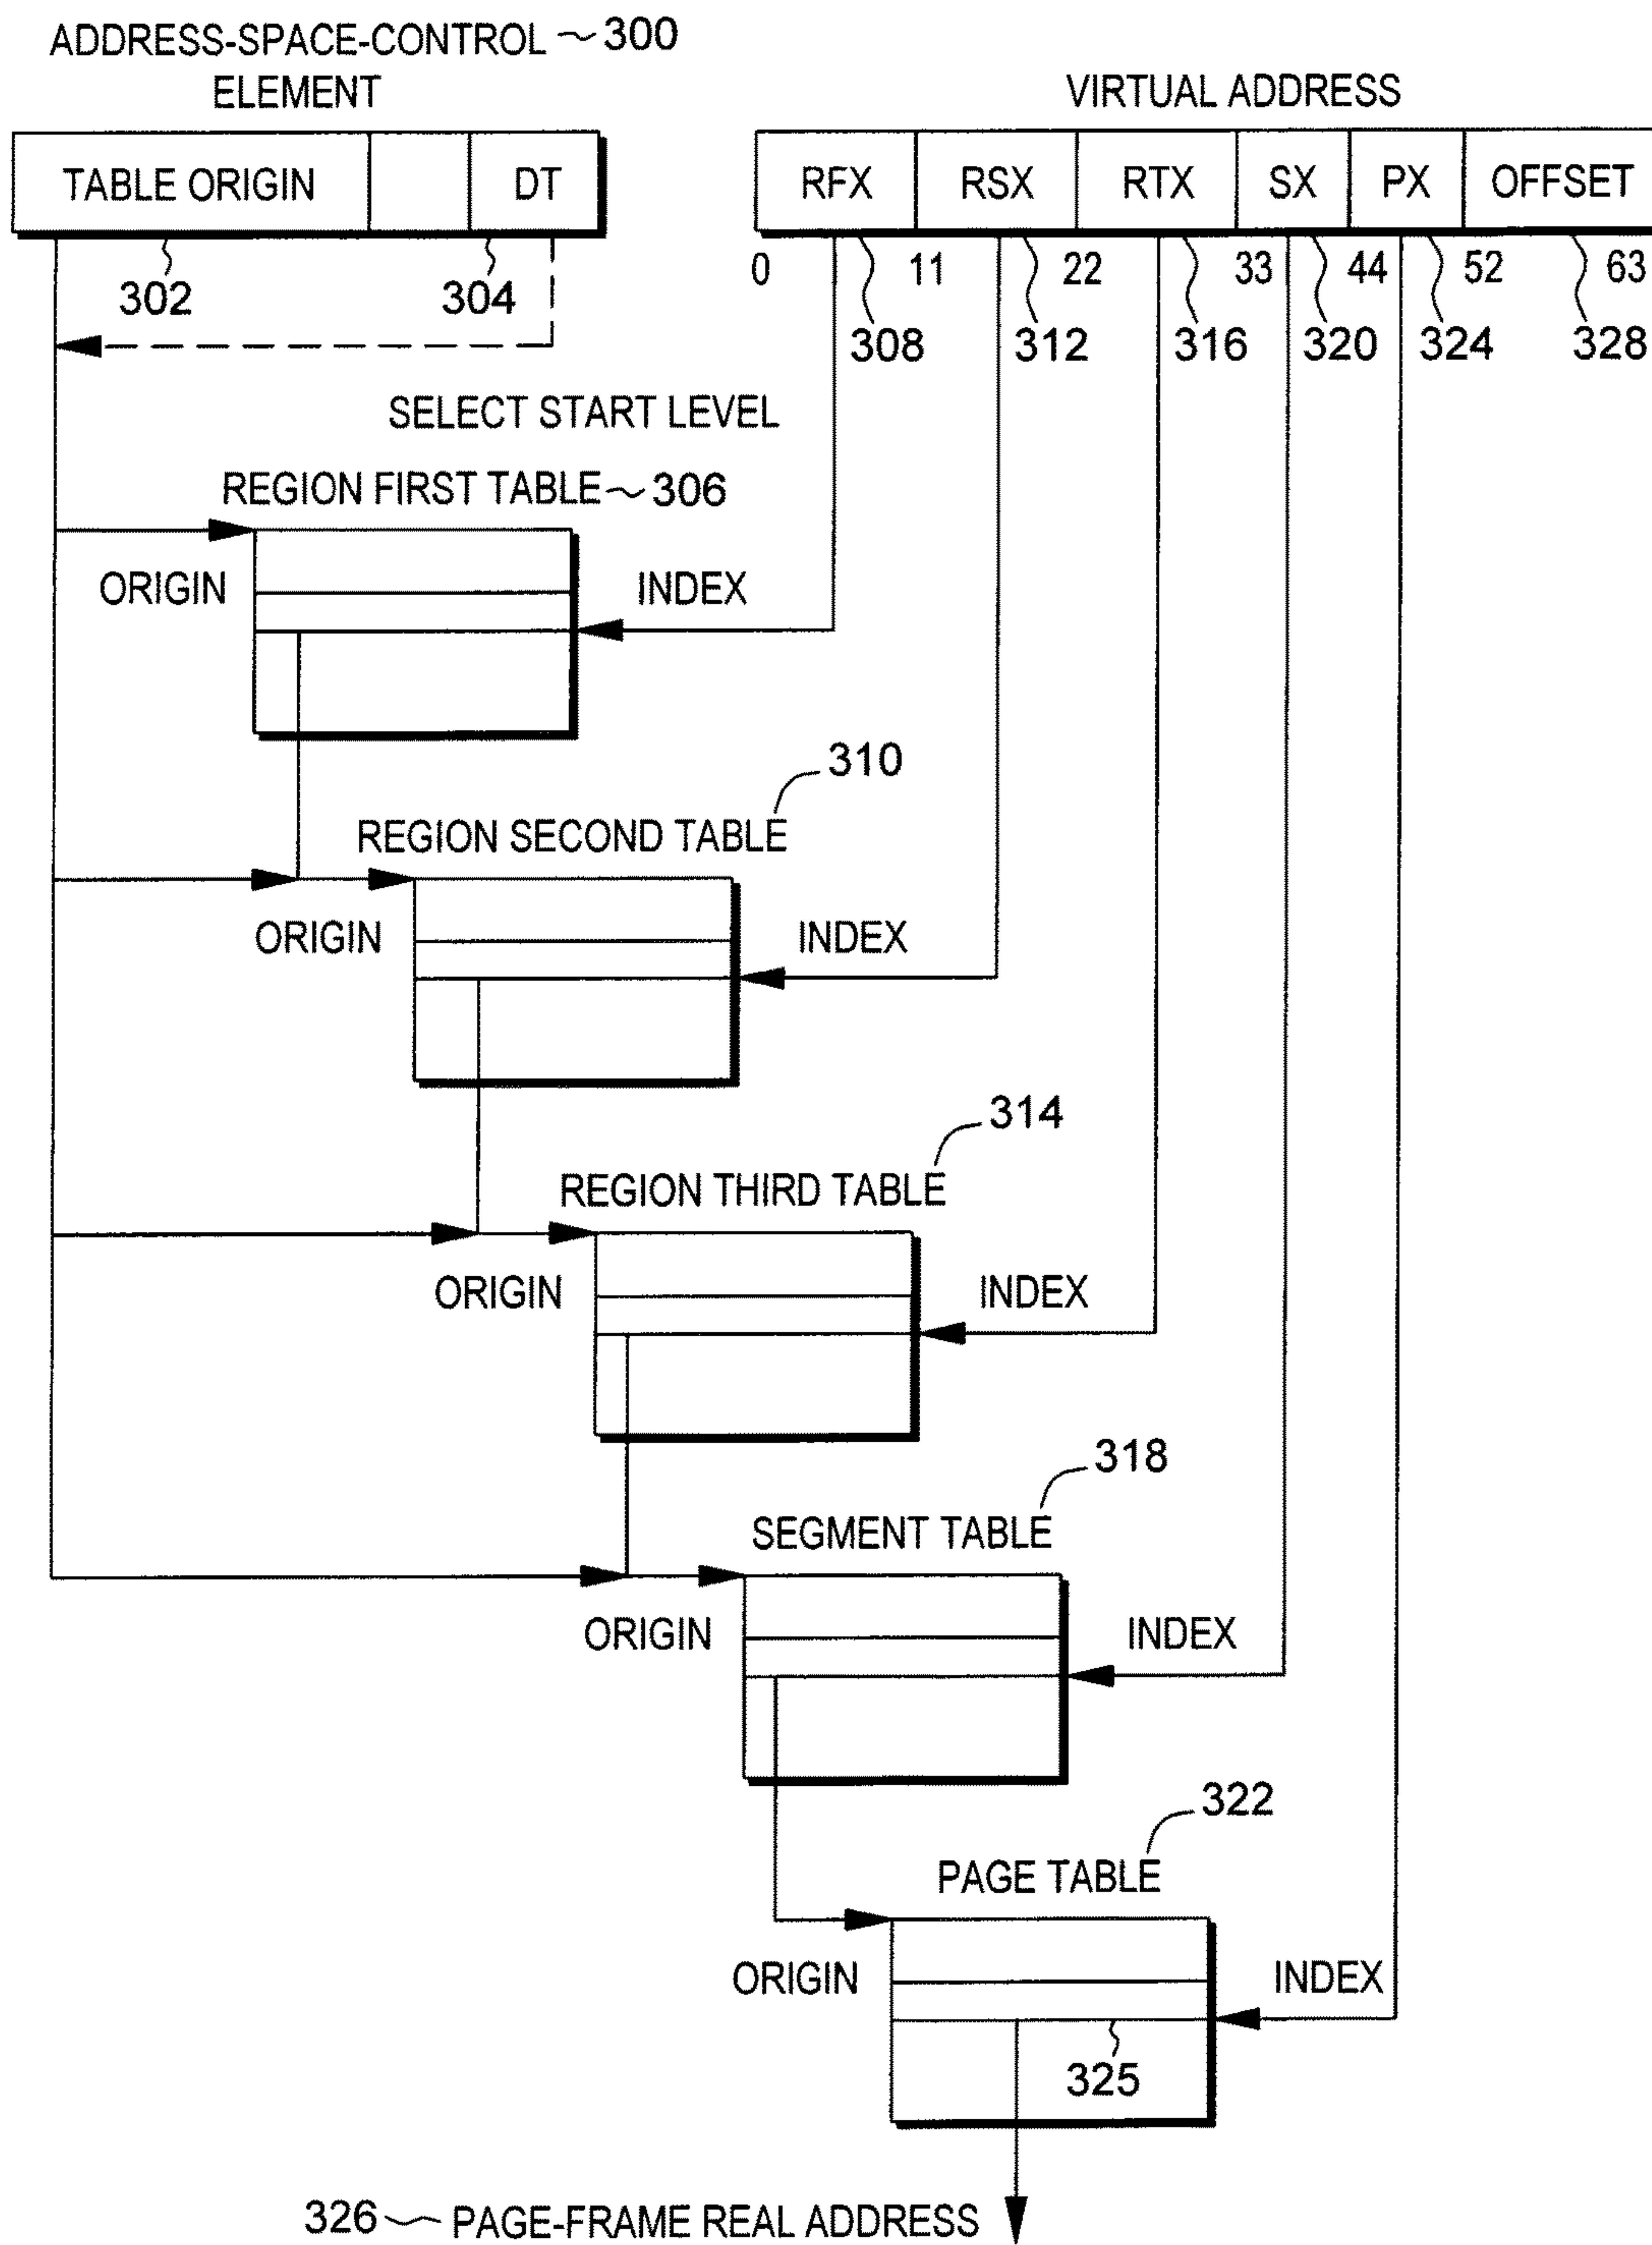 ADDRESS-SPACE-CONTROL ~300
ELEMENT
VIRTUAL ADDRESS
TABLE ORIGIN DT
RFX RSX RTX SX PX OFFSET
0 11 22 33 44 52 63
302 304
308 312 316 320 324 328
SELECT START LEVEL
REGION FIRST TABLE~306
ORIGIN INDEX
310
REGION SECOND TABLE
ORIGIN INDEX
314
REGION THIRD TABLE
ORIGIN INDEX
318
SEGMENT TABLE
ORIGIN INDEX
322
PAGE TABLE
ORIGIN INDEX
325
326~PAGE-FRAME REAL ADDRESS